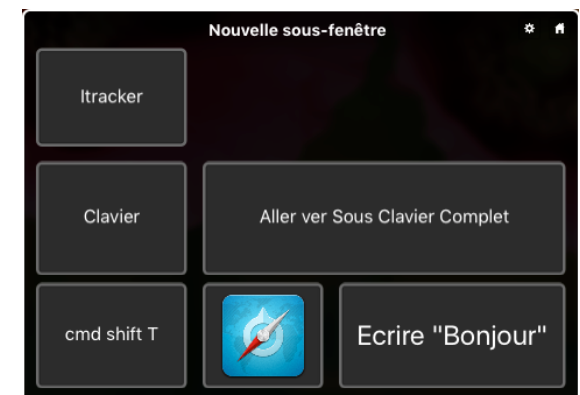 Nouvelle sous-fenêtre
Itracker
Clavier
Aller ver Sous Clavier Complet
cmd shift T
Ecrire "Bonjour"